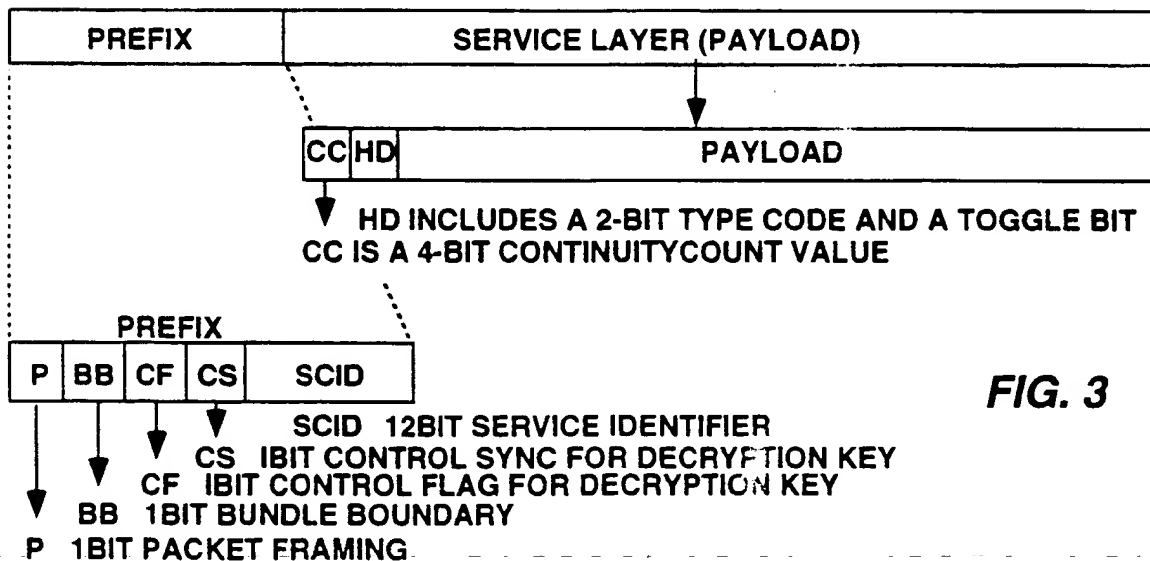 PREFIX SERVICE LAYER (PAYLOAD)
CC HD PAYLOAD
HD INCLUDES A 2-BIT TYPE CODE AND A TOGGLE BIT
CC IS A 4-BIT CONTINUITYCOUNT VALUE
PREFIX
P BB CF CS SCID
FIG. 3
SCID 12BIT SERVICE IDENTIFIER
CS IBIT CONTROL SYNC FOR DECRYPTION KEY
CF IBIT CONTROL FLAG FOR DECRYPTION KEY
BB 1BIT BUNDLE BOUNDARY
P 1BIT PACKET FRAMING